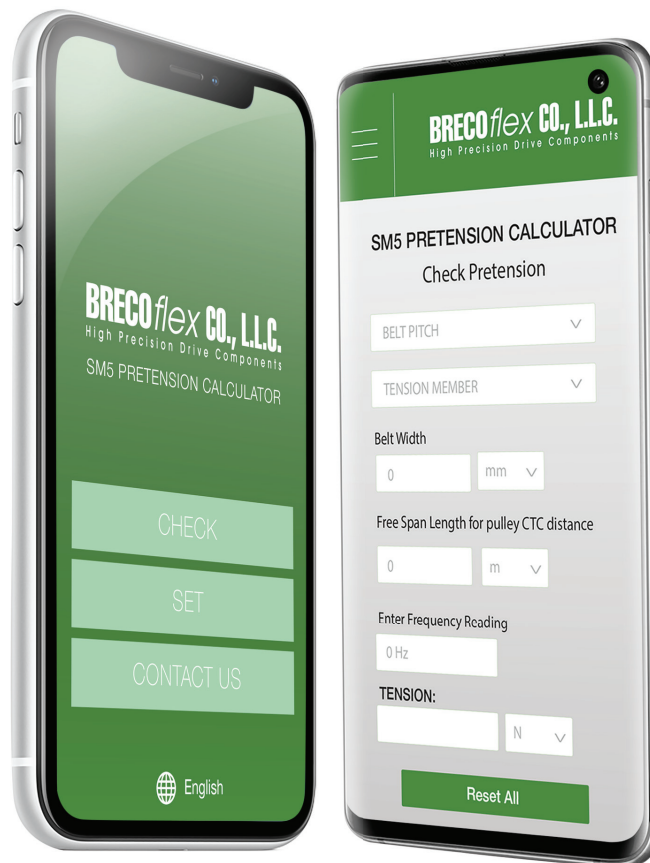 BRECOflex CO., L.L.C.
High Precision Drive Components
SM5 PRETENSION CALCULATOR
CHECK
SET
CONTACT US
English
BRECOflex CO., L.L.C.
High Precision Drive Components
SM5 PRETENSION CALCULATOR
Check Pretension
BELT PITCH
TENSION MEMBER
Belt Width
0 mm
Free Span Length for pulley CTC distance
0 m
Enter Frequency Reading
0 Hz
TENSION:
N
Reset All